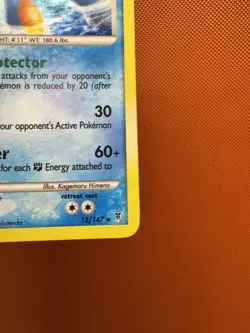 HT: 4'11" WT: 180.6 lbs.
otector
attacks from your opponent's
émon is reduced by 20 (after
30
your opponent's Active Pokémon
er 60+
for each Energy attached to
Illus. Kagemaru Himeno
retreat cost
Nintendo 12/147 ★